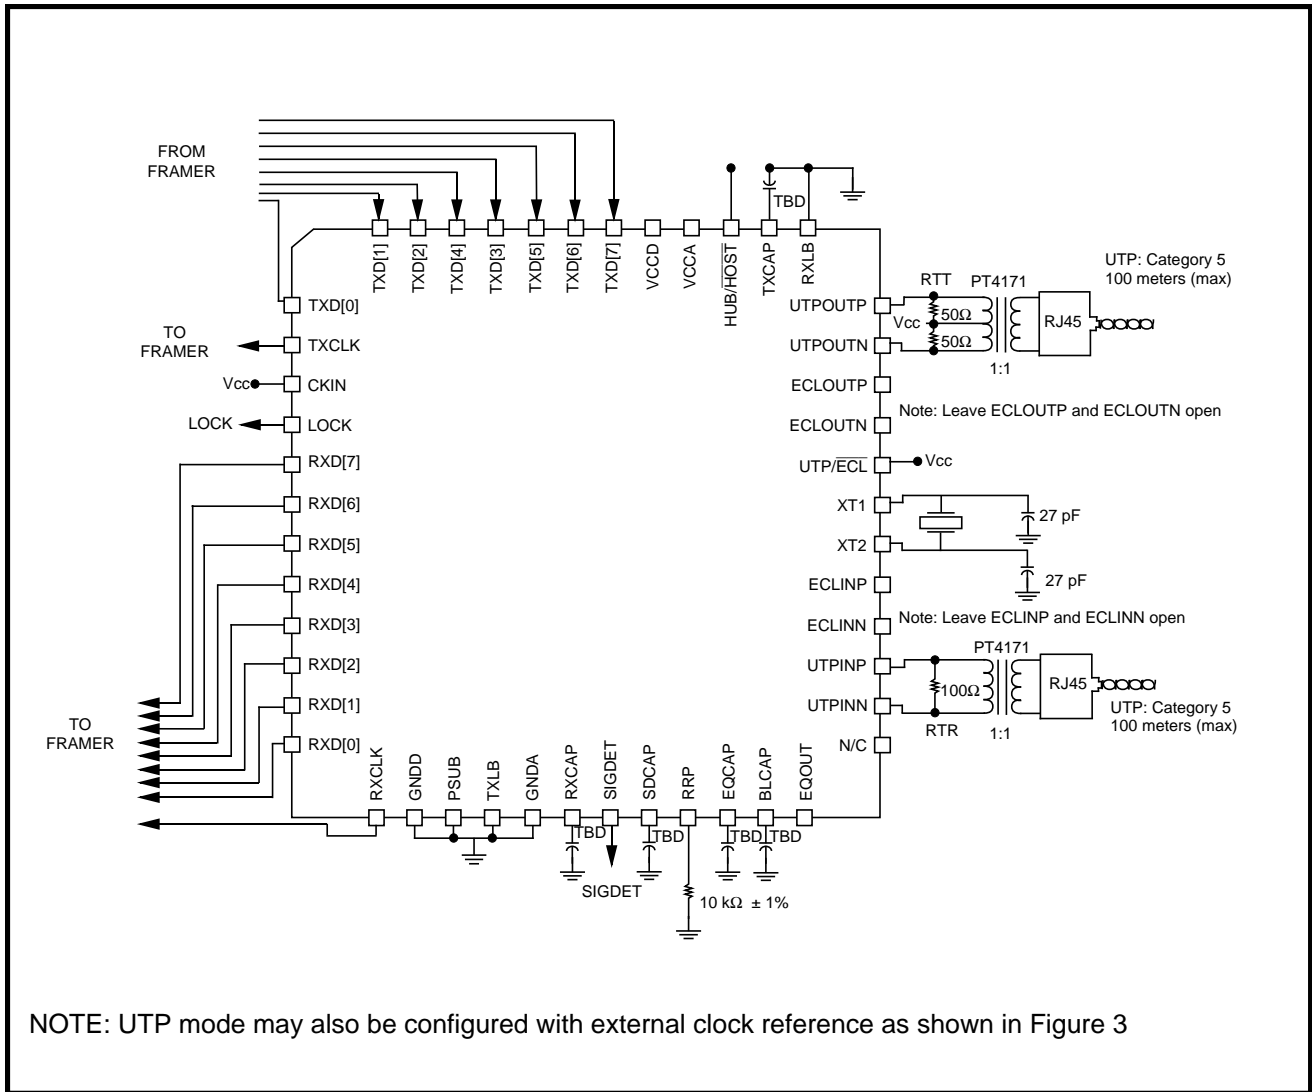 FROM
FRAMER
TBD
TXD[1]
TXD[2]
TXD[4]
TXD[3]
TXD[5]
TXD[6]
TXD[7]
VCCD
VCCA
HUB/HOST
TXCAP
RXLB
TXD[0]
TO
FRAMER
TXCLK
Vcc
CKIN
LOCK
LOCK
RXD[7]
RXD[6]
RXD[5]
RXD[4]
RXD[3]
RXD[2]
RXD[1]
RXD[0]
TO
FRAMER
UTPOUTP
UTPOUTN
ECLOUTP
ECLOUTN
UTP/ECL
XT1
XT2
ECLINP
ECLINN
UTPINP
UTPINN
N/C
RTT
PT4171
50Ω
Vcc
50Ω
1:1
RJ45
UTP: Category 5
100 meters (max)
Note: Leave ECLOUTP and ECLOUTN open
Vcc
27 pF
27 pF
Note: Leave ECLINP and ECLINN open
PT4171
100Ω
RTR
1:1
RJ45
UTP: Category 5
100 meters (max)
RXCLK
GNDD
PSUB
TXLB
GNDA
RXCAP
SIGDET
SDCAP
RRP
EQCAP
BLCAP
EQOUT
TBD
TBD
TBD
TBD
SIGDET
10 kΩ ± 1%
NOTE: UTP mode may also be configured with external clock reference as shown in Figure 3